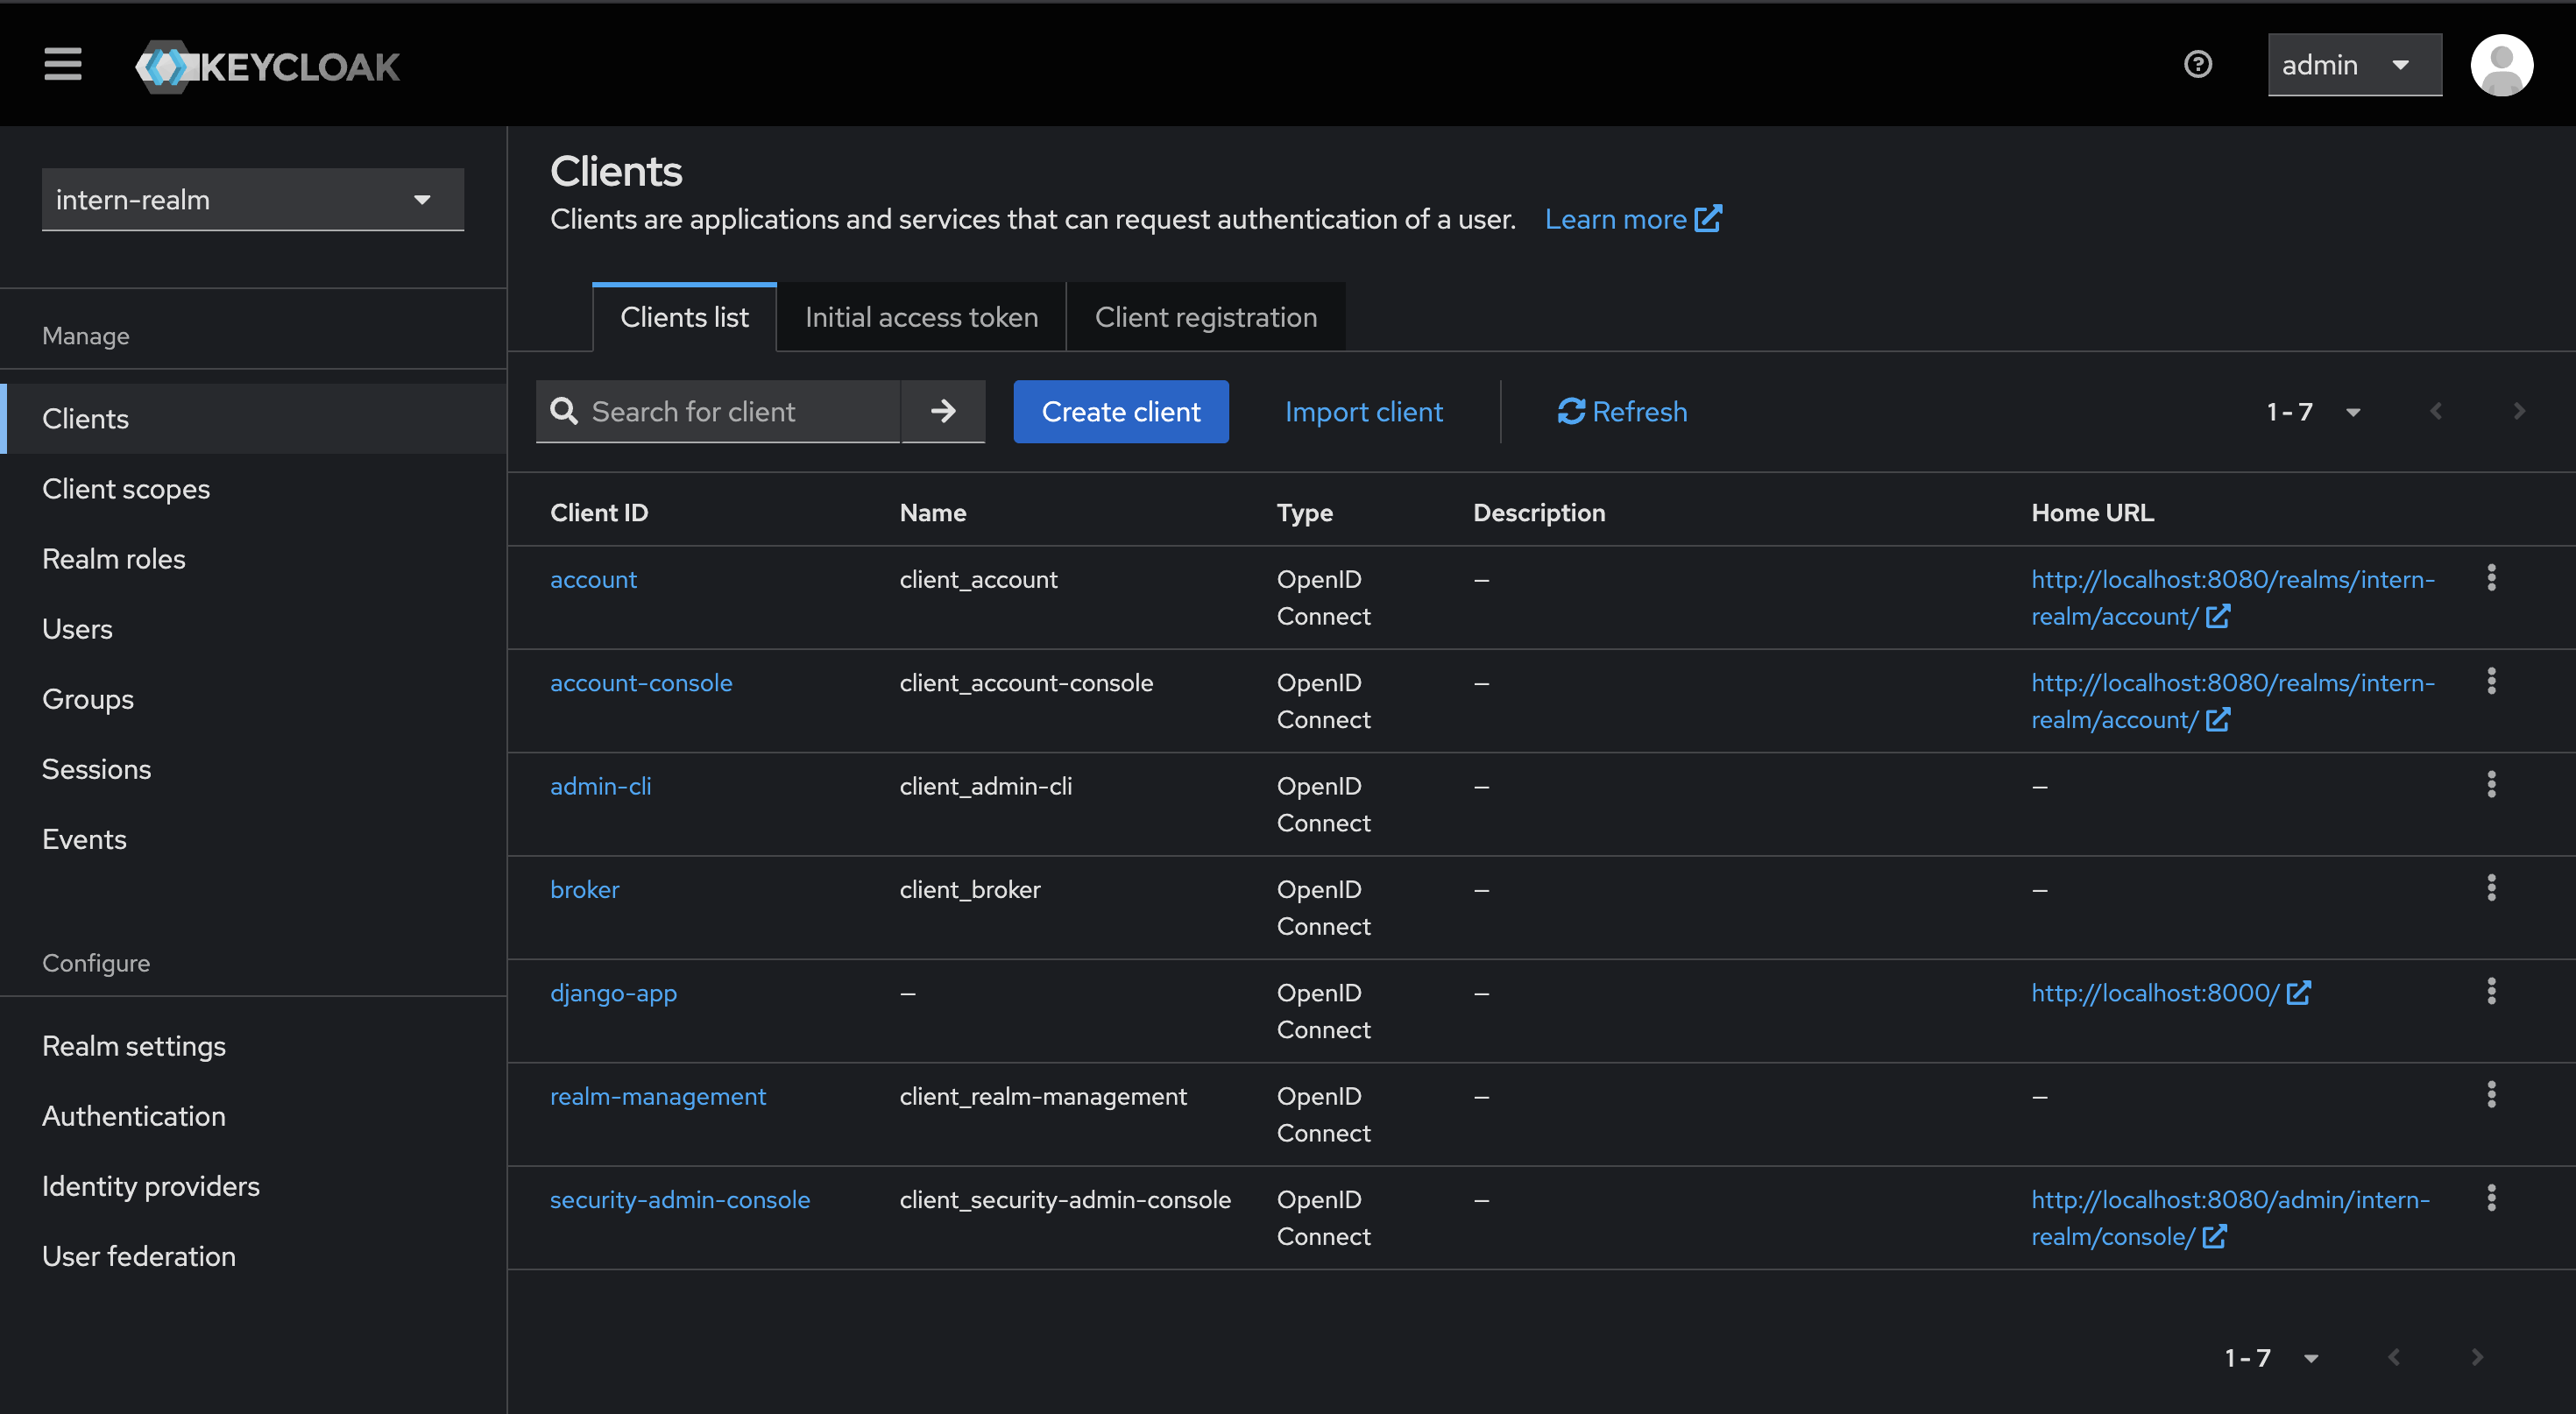 KEYCLOAK
admin
intern-realm
Manage
Clients
Client scopes
Realm roles
Users
Groups
Sessions
Events
Configure
Realm settings
Authentication
Identity providers
User federation
Clients
Clients are applications and services that can request authentication of a user. Learn more
Clients list Initial access token Client registration
Search for client Create client Import client Refresh 1 - 7
Client ID Name Type Description Home URL
account client_account OpenID – http://localhost:8080/realms/intern-
Connect realm/account/
account-console client_account-console OpenID – http://localhost:8080/realms/intern-
Connect realm/account/
admin-cli client_admin-cli OpenID – –
Connect
broker client_broker OpenID – –
Connect
django-app – OpenID – http://localhost:8000/
Connect
realm-management client_realm-management OpenID – –
Connect
security-admin-console client_security-admin-console OpenID – http://localhost:8080/admin/intern-
Connect realm/console/
1 - 7